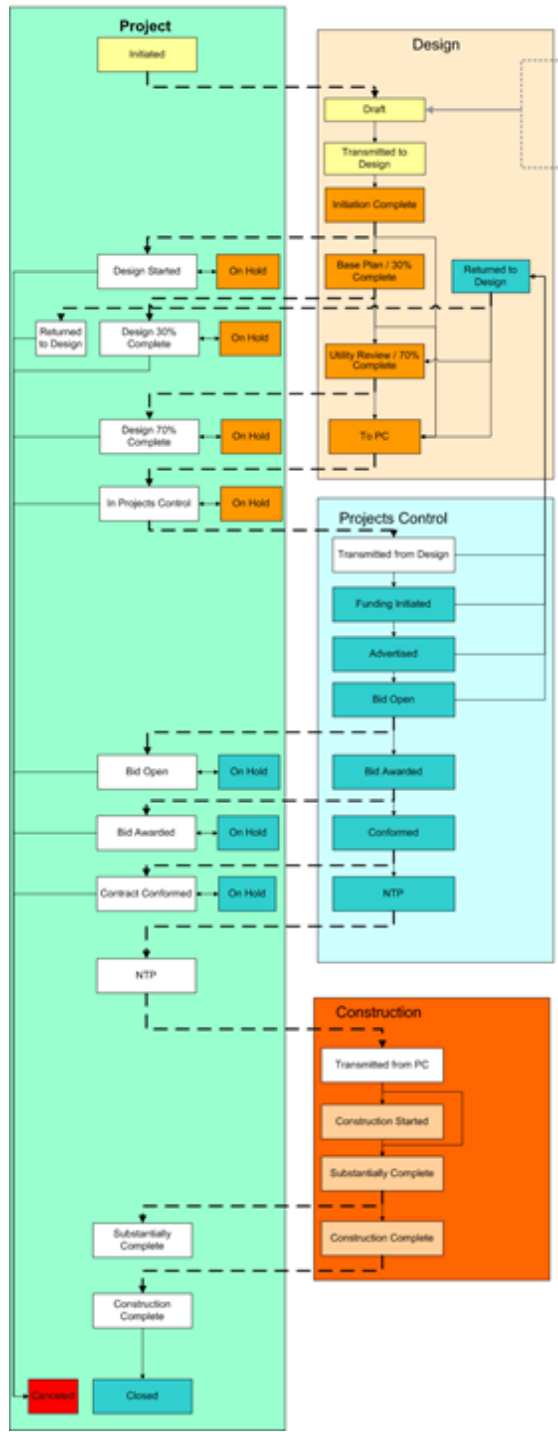 Project
Initiated
Design
Draft
Transmitted to
Design
Initiation Complete
Design Started
On Hold
Base Plan / 30%
Complete
Returned to
Design
Returned
to Design
Design 30%
Complete
On Hold
Utility Review / 70%
Complete
Design 70%
Complete
On Hold
To PC
In Projects Control
On Hold
Projects Control
Transmitted from Design
Funding Initiated
Advertised
Bid Open
Bid Open
On Hold
Bid Awarded
Bid Awarded
On Hold
Conformed
Contract Conformed
On Hold
NTP
NTP
Construction
Transmitted from PC
Construction Started
Substantially Complete
Substantially
Complete
Construction Complete
Construction
Complete
Canceled
Closed